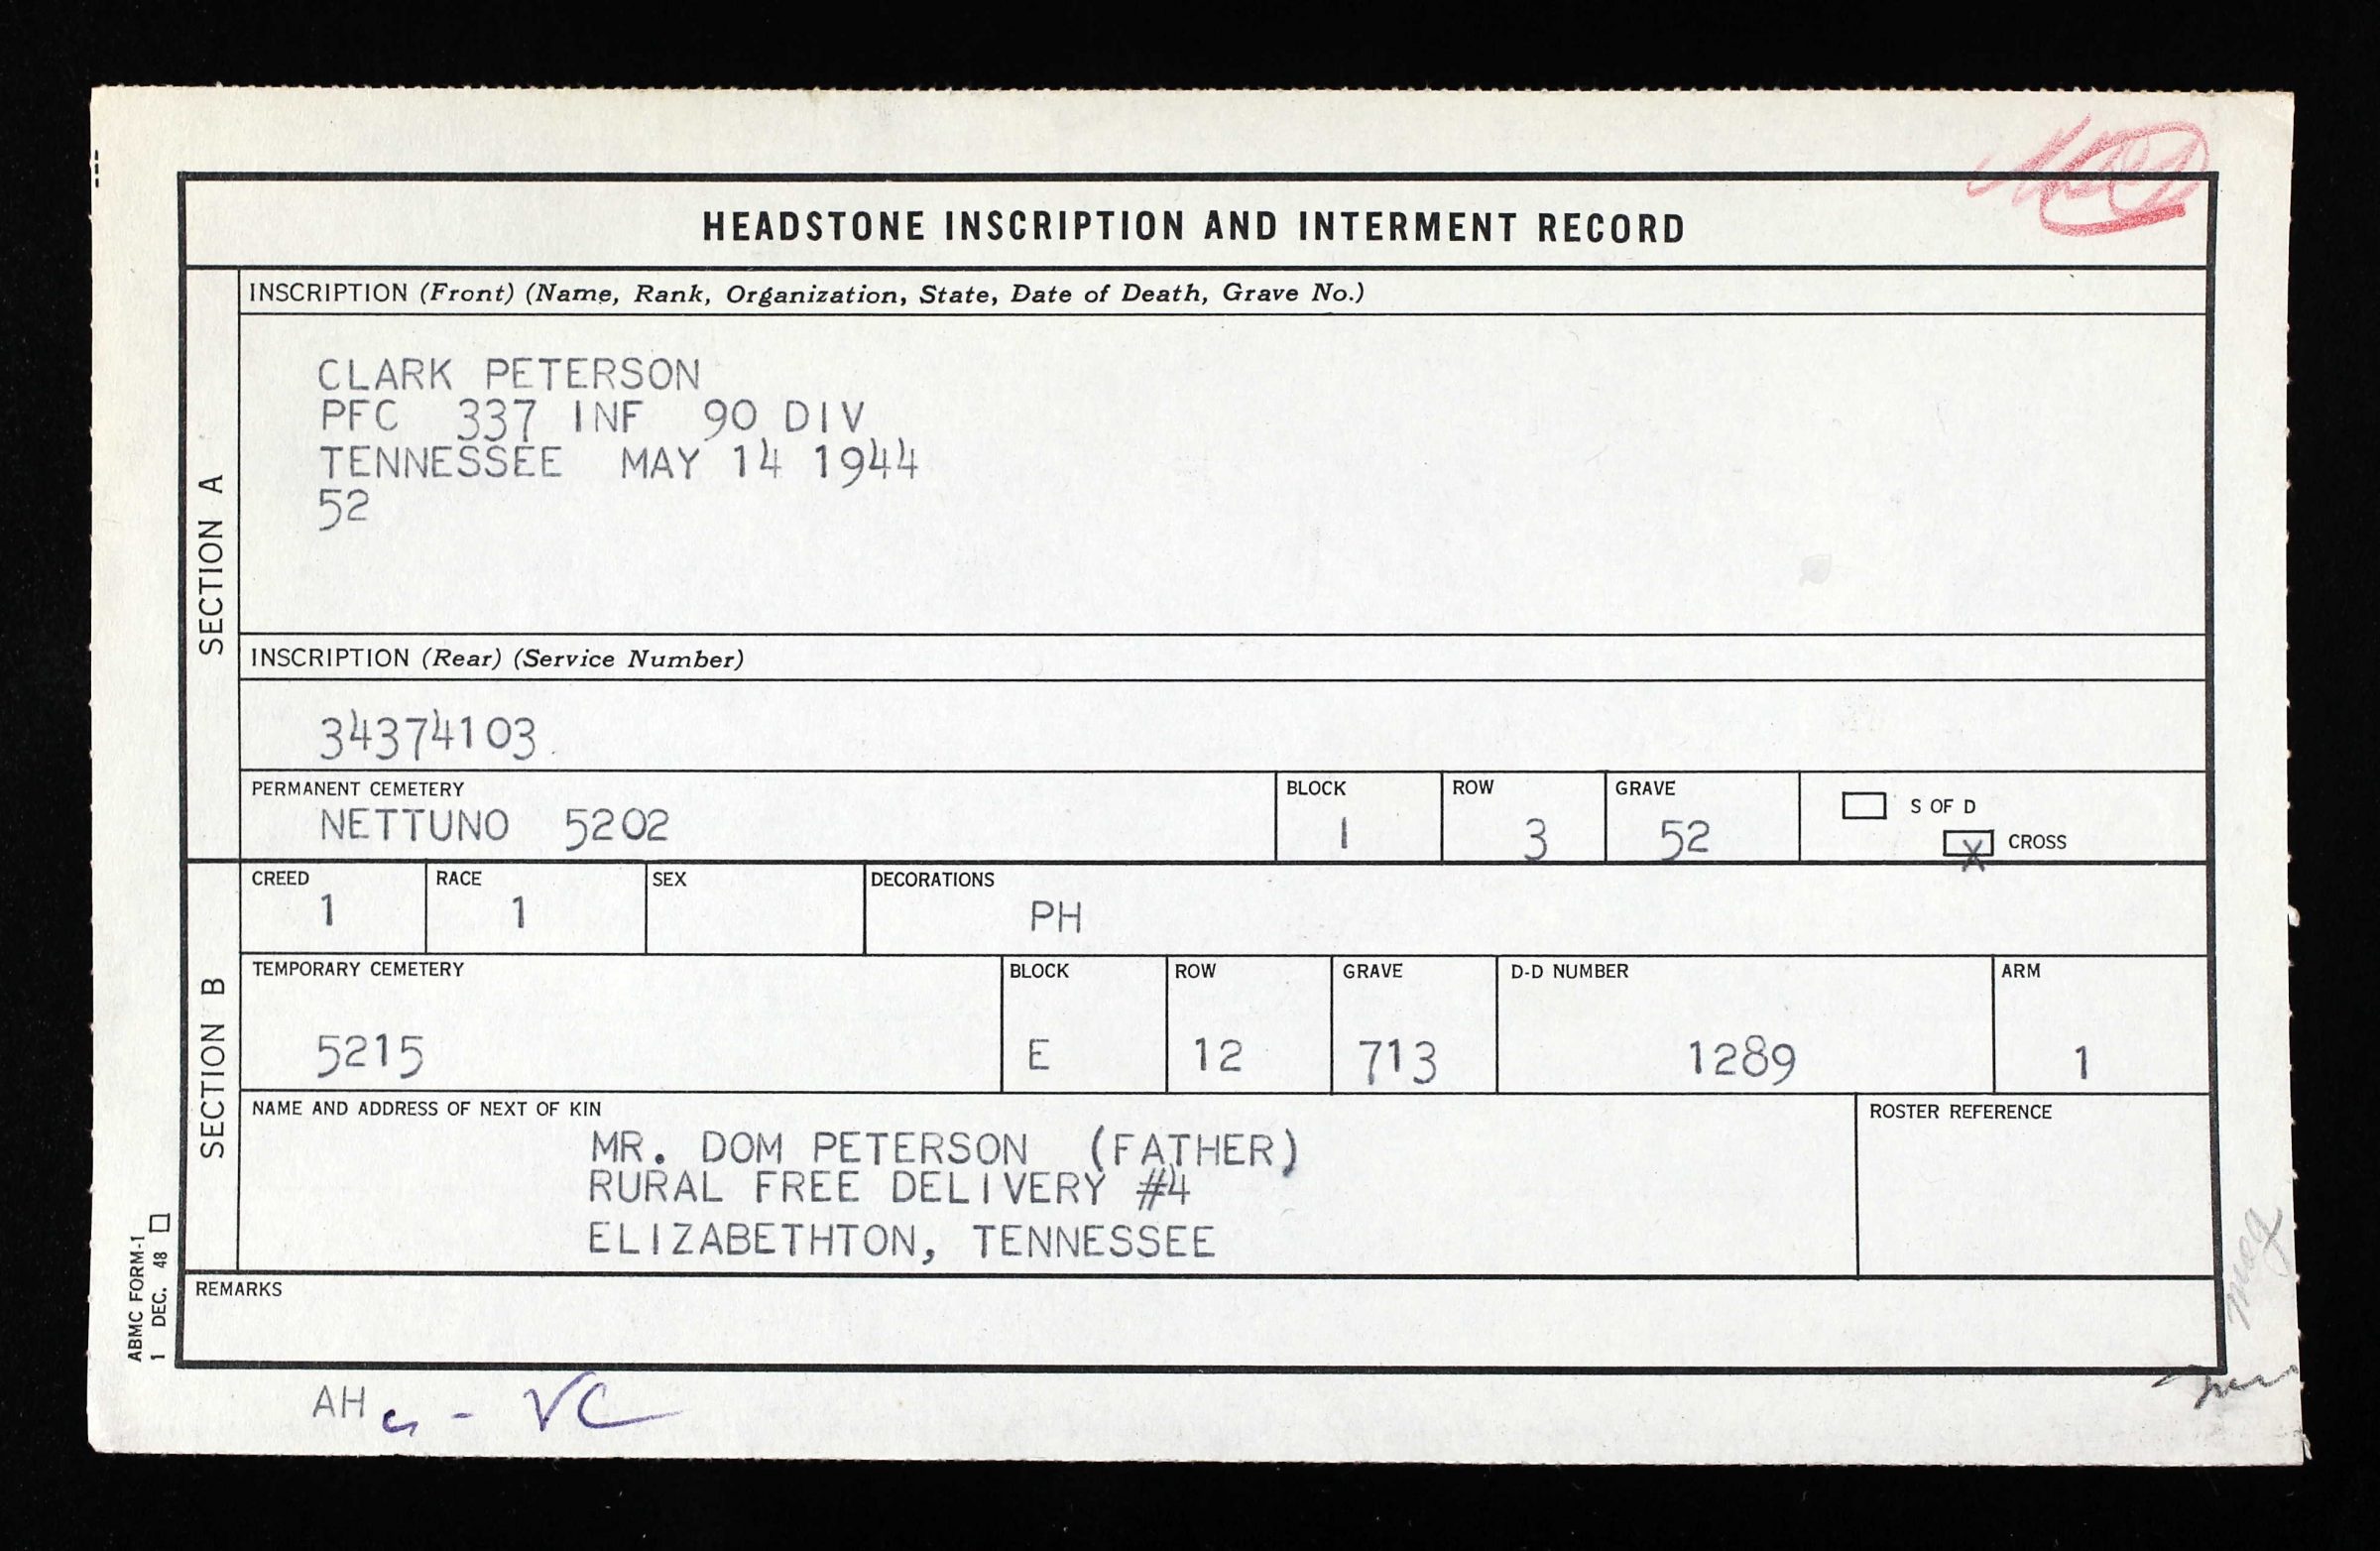 HEADSTONE INSCRIPTION AND INTERMENT RECORD
SECTION A
INSCRIPTION (Front) (Name, Rank, Organization, State, Date of Death, Grave No.)
CLARK PETERSON
PFC 337 INF 90 DIV
TENNESSEE MAY 14 1944
52
INSCRIPTION (Rear) (Service Number)
34374103
PERMANENT CEMETERY
NETTUNO 5202
BLOCK
1
ROW
3
GRAVE
52
S OF D
X CROSS
SECTION B
CREED
1
RACE
1
SEX
DECORATIONS
PH
TEMPORARY CEMETERY
5215
BLOCK
E
ROW
12
GRAVE
713
D-D NUMBER
1289
ARM
1
NAME AND ADDRESS OF NEXT OF KIN
MR. DOM PETERSON (FATHER)
RURAL FREE DELIVERY #4
ELIZABETHTON, TENNESSEE
ROSTER REFERENCE
REMARKS
ABMC FORM-1
1 DEC. 48
AH